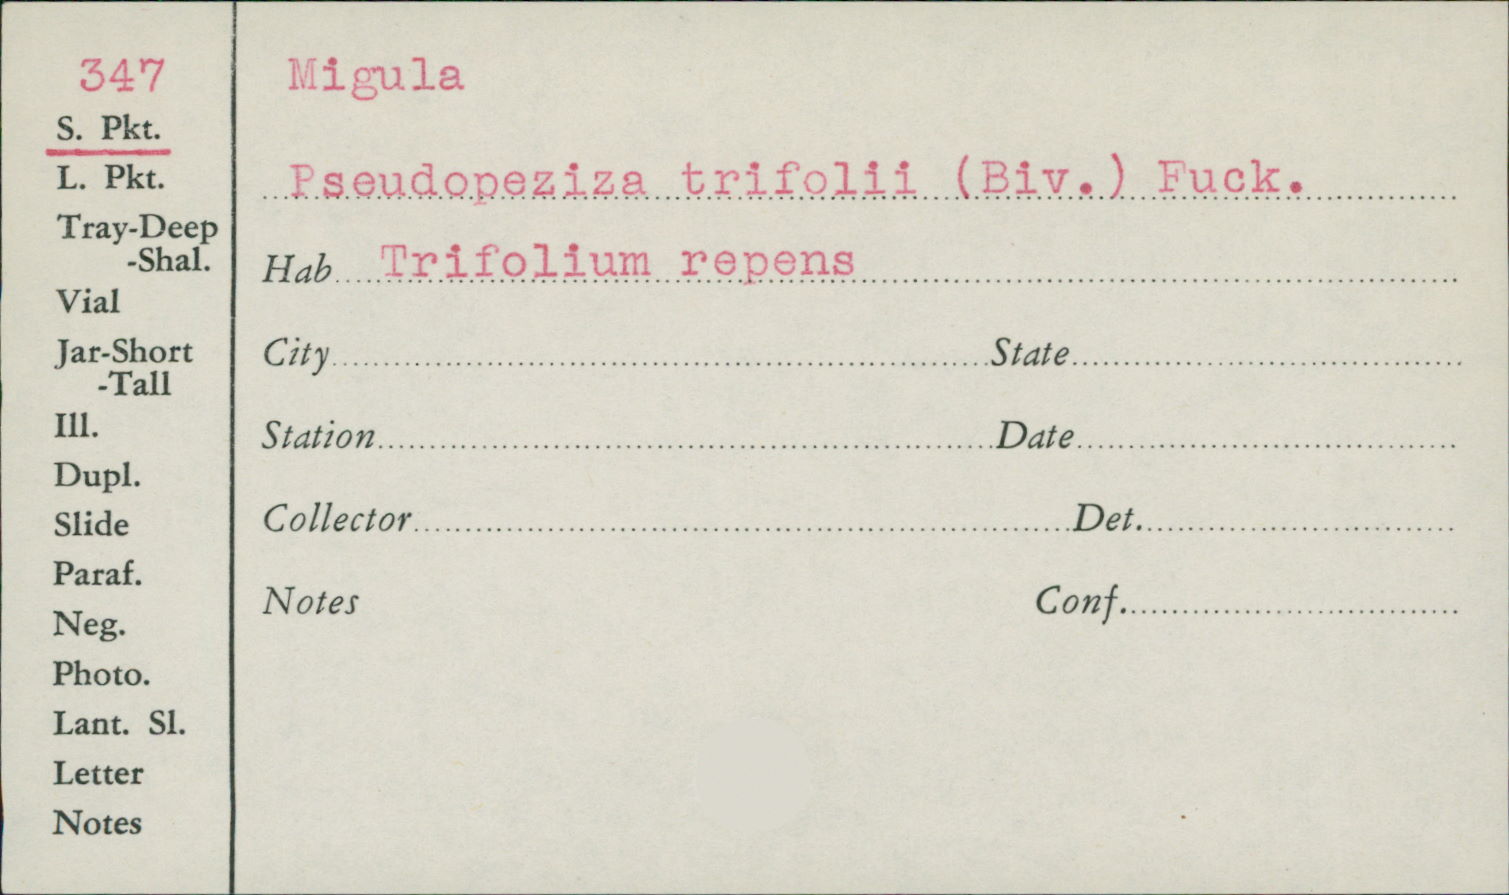 347
S. Pkt.
L. Pkt.
Tray-Deep
-Shal.
Vial
Jar-Short
-Tall
Ill.
Dupl.
Slide
Paraf.
Neg.
Photo.
Lant. Sl.
Letter
Notes
Migula
Pseudopeziza trifolii (Biv.) Fuck.
Hab Trifolium repens
City State
Station Date
Collector Det.
Notes Conf.